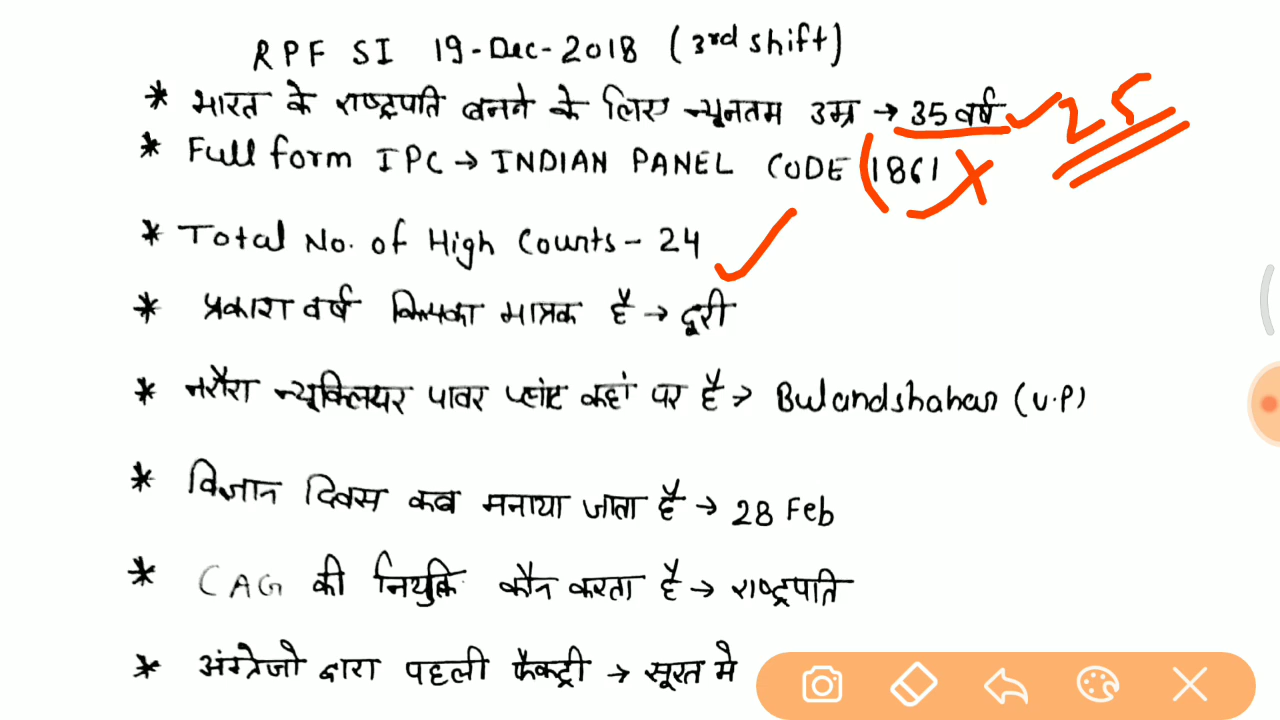 RPF SI 19-Dec-2018 (3rd shift)
* भारत के राष्ट्रपति बनने के लिए न्यूनतम उम्र → 35 वर्ष 25
* Full form IPC → INDIAN PANEL CODE (1861)
* Total No. of High Counts - 24
* प्रकाश वर्ष किसका मात्रक है → दूरी
* नरौरा न्यूक्लियर पावर प्लांट कहां पर है → Bulandshahar (U.P)
* विज्ञान दिवस कब मनाया जाता है → 28 Feb
* CAG की नियुक्ति कौन करता है → राष्ट्रपति
* अंग्रेजो द्वारा पहली फैक्ट्री → सूरत मे